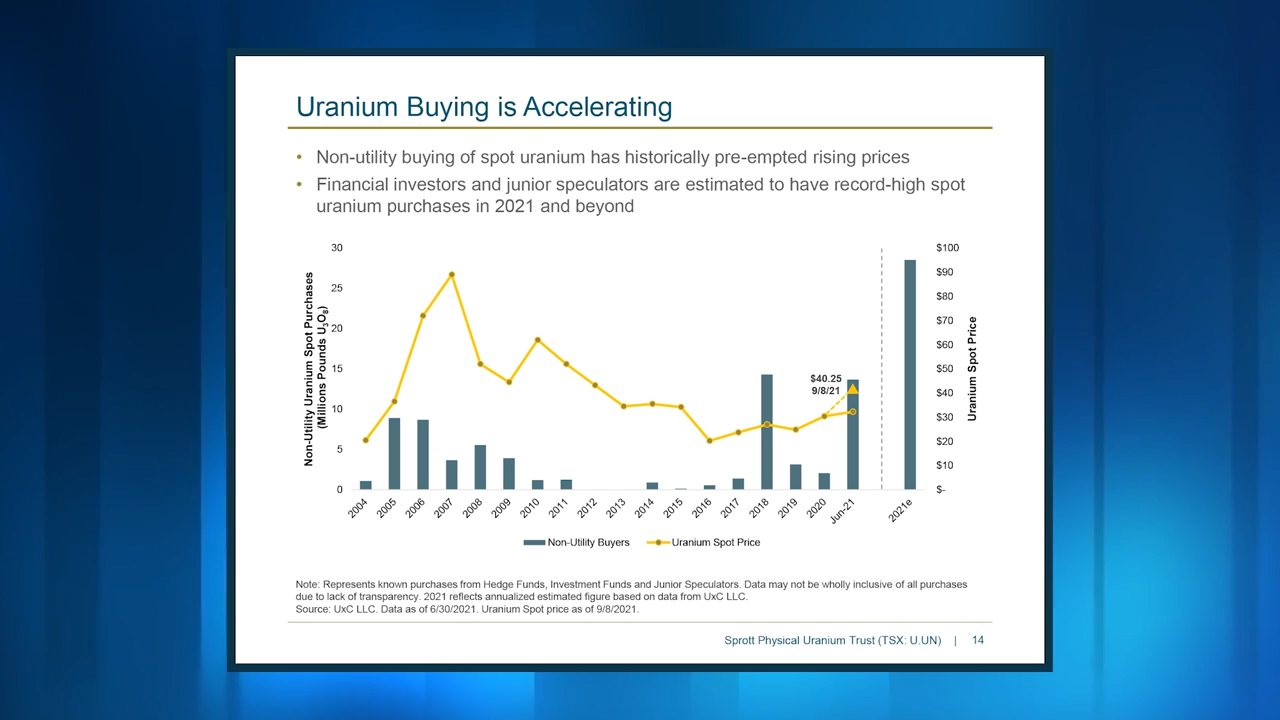 Uranium Buying is Accelerating
• Non-utility buying of spot uranium has historically pre-empted rising prices
• Financial investors and junior speculators are estimated to have record-high spot
uranium purchases in 2021 and beyond
Non-Utility Uranium Spot Purchases
(Millions Pounds U₃O₈)
30
25
20
15
10
5
0
$40.25
9/8/21
$100
$90
$80
$70
$60
$50
$40
$30
$20
$10
$-
Uranium Spot Price
2004 2005 2006 2007 2008 2009 2010 2011 2012 2013 2014 2015 2016 2017 2018 2019 2020 Jun-21 2021e
Non-Utility Buyers Uranium Spot Price
Note: Represents known purchases from Hedge Funds, Investment Funds and Junior Speculators. Data may not be wholly inclusive of all purchases
due to lack of transparency. 2021 reflects annualized estimated figure based on data from UxC LLC.
Source: UxC LLC. Data as of 6/30/2021. Uranium Spot price as of 9/8/2021.
Sprott Physical Uranium Trust (TSX: U.UN) | 14